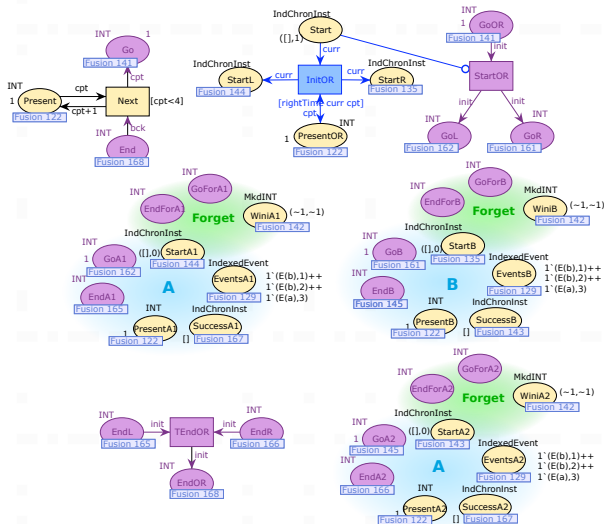 INT
1
Go
Fusion 141
cpt
INT
1
Present
Fusion 122
cpt
cpt+1
Next
[cpt<4]
bck
INT
End
Fusion 168
IndChronInst
Start
([],1)
curr
IndChronInst
StartL
Fusion 144
curr
InitOR
curr
IndChronInst
StartR
Fusion 135
cpt
1
PresentOR
INT
Fusion 122
INT
GoOR
1
Fusion 141
init
StartOR
init
init
INT
GoL
Fusion 162
INT
GoR
Fusion 161
INT
GoForA1
INT
EndForA1
Forget
MkdINT
WiniA1
(~1,~1)
Fusion 142
IndChronInst
([],0)
StartA1
Fusion 144
INT
1
GoA1
Fusion 162
INT
EndA1
Fusion 165
A
IndexedEvent
EventsA1
Fusion 129
1`(E(b),1)++
1`(E(b),2)++
1`(E(a),3)
INT
1
PresentA1
Fusion 122
IndChronInst
SuccessA1
[]
Fusion 167
INT
GoForB
INT
EndForB
Forget
MkdINT
WiniB
(~1,~1)
Fusion 142
IndChronInst
([],0)
StartB
Fusion 135
INT
1
GoB
Fusion 161
INT
EndB
Fusion 145
B
IndexedEvent
EventsB
Fusion 129
1`(E(b),1)++
1`(E(b),2)++
1`(E(a),3)
INT
1
PresentB
Fusion 122
IndChronInst
SuccessB
[]
Fusion 143
INT
EndL
Fusion 165
init
TEndOR
init
INT
EndR
Fusion 166
init
INT
EndOR
Fusion 168
INT
GoForA2
INT
EndForA2
Forget
MkdINT
WiniA2
(~1,~1)
Fusion 142
IndChronInst
([],0)
StartA2
Fusion 143
INT
GoA2
Fusion 145
INT
EndA2
Fusion 166
A
IndexedEvent
EventsA2
Fusion 129
1`(E(b),1)++
1`(E(b),2)++
1`(E(a),3)
INT
1
PresentA2
Fusion 122
IndChronInst
SuccessA2
[]
Fusion 167